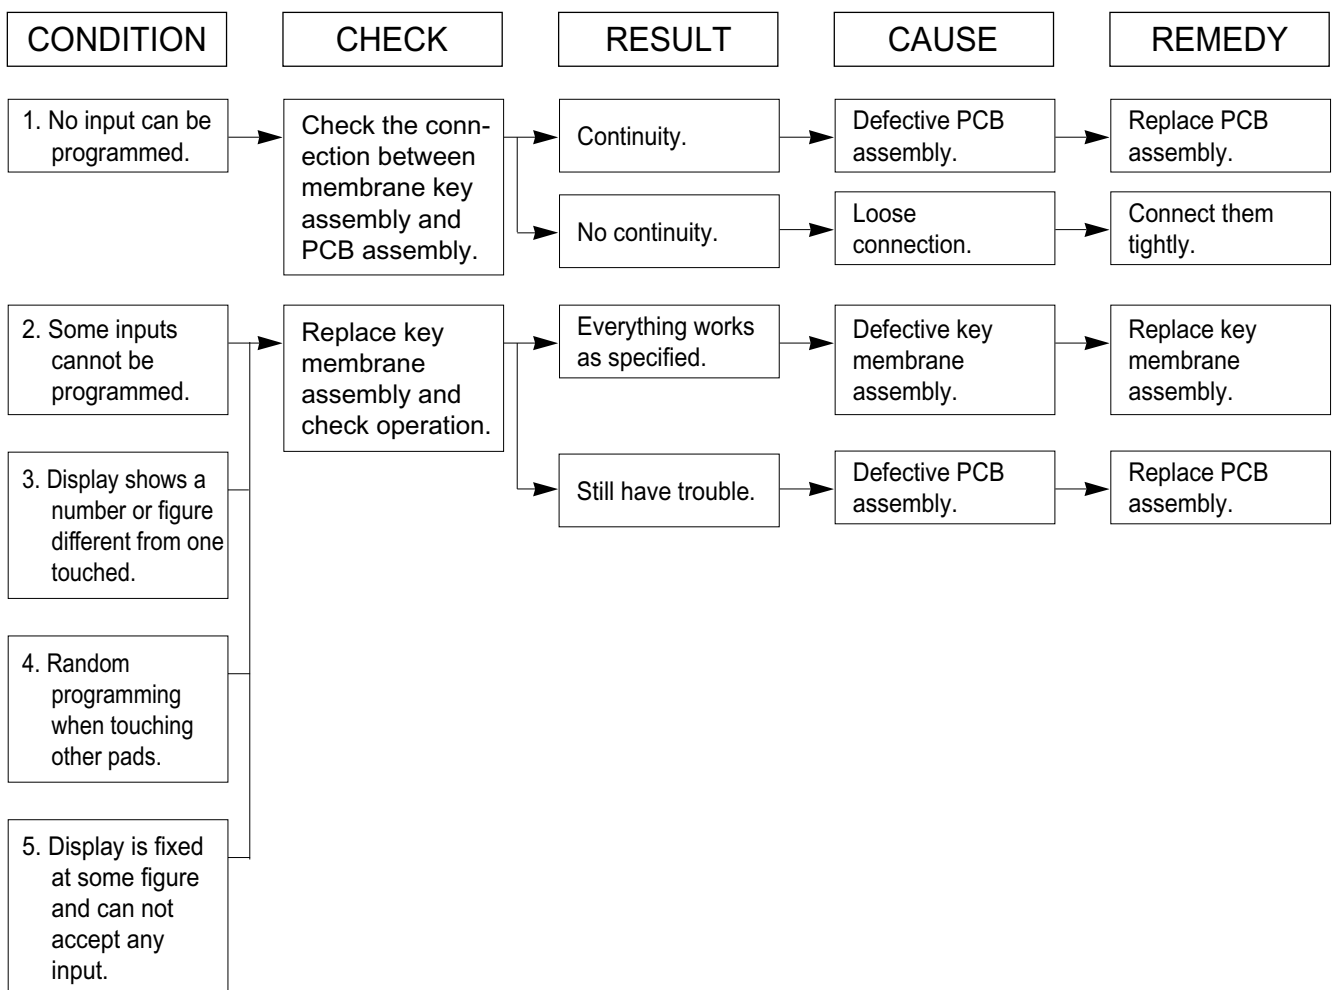 CONDITION
CHECK
RESULT
CAUSE
REMEDY
1. No input can be
programmed.
Check the conn-
ection between
membrane key
assembly and
PCB assembly.
Continuity.
Defective PCB
assembly.
Replace PCB
assembly.
No continuity.
Loose
connection.
Connect them
tightly.
2. Some inputs
cannot be
programmed.
Replace key
membrane
assembly and
check operation.
Everything works
as specified.
Defective key
membrane
assembly.
Replace key
membrane
assembly.
Still have trouble.
Defective PCB
assembly.
Replace PCB
assembly.
3. Display shows a
number or figure
different from one
touched.
4. Random
programming
when touching
other pads.
5. Display is fixed
at some figure
and can not
accept any
input.